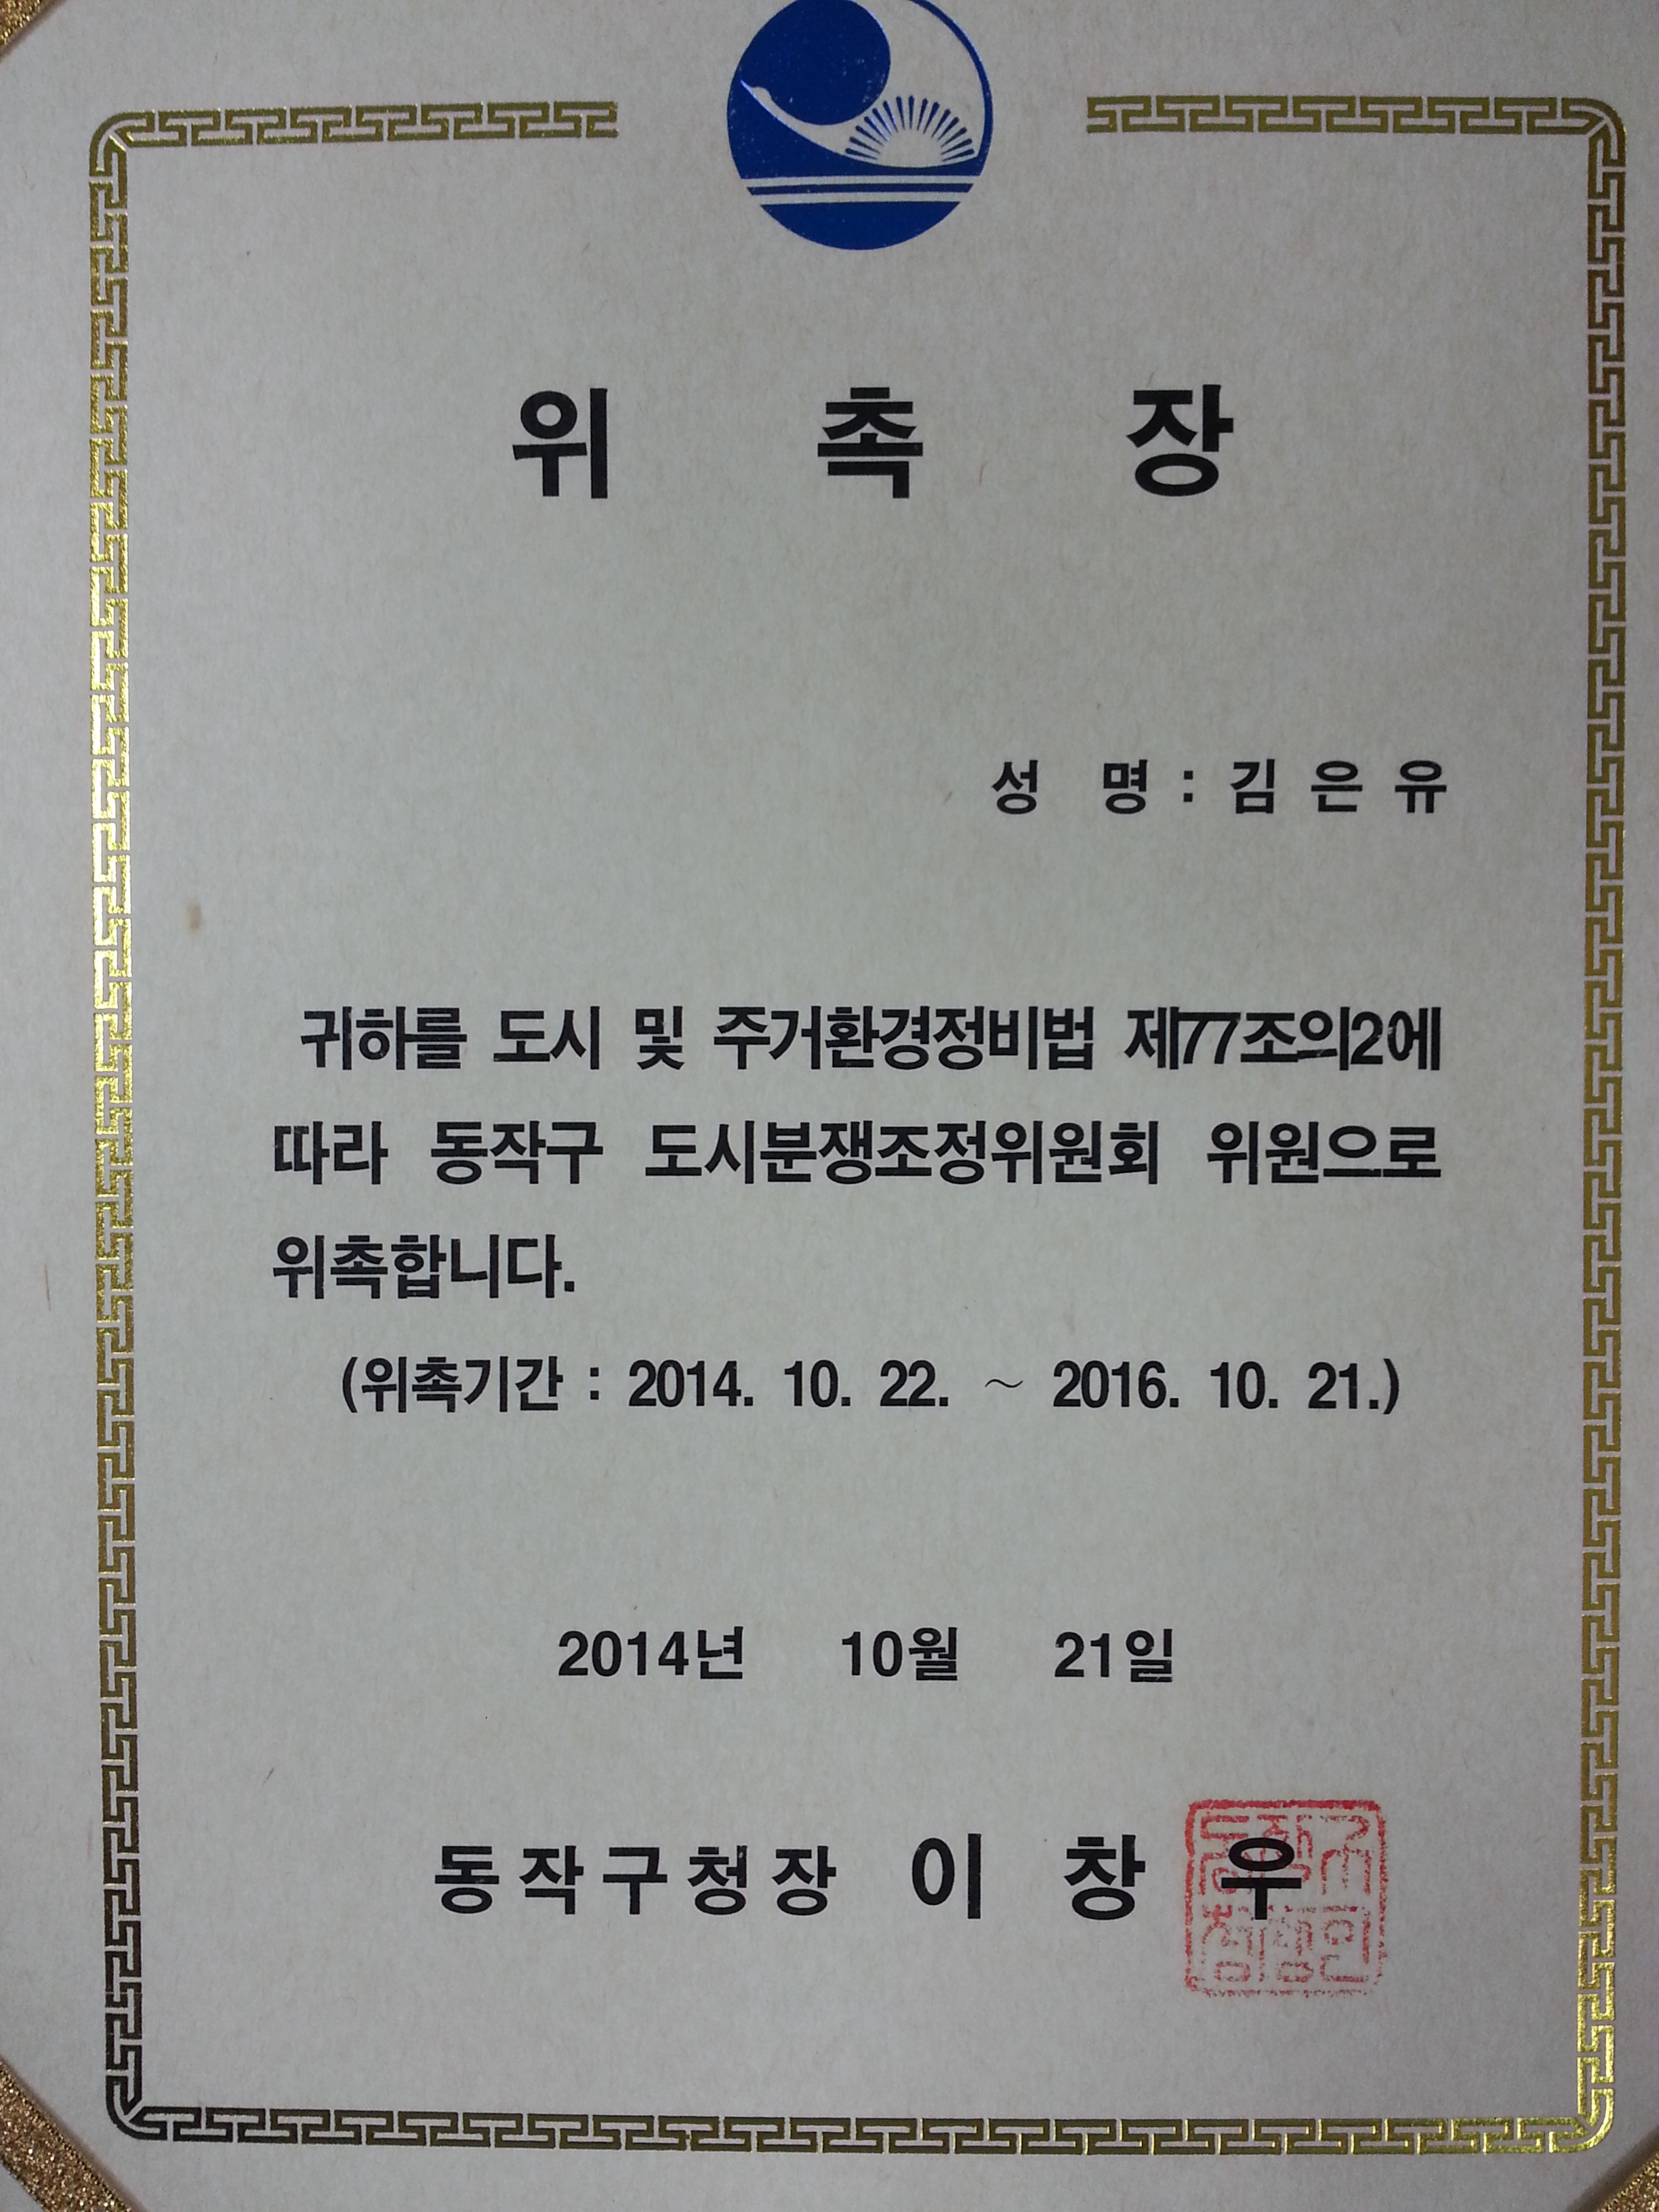 위 촉 장
성 명 : 김 은 유
귀하를 도시 및 주거환경정비법 제77조의2에
따라 동작구 도시분쟁조정위원회 위원으로
위촉합니다.
(위촉기간 : 2014. 10. 22. ~ 2016. 10. 21.)
2014년 10월 21일
동작구청장 이 창 우